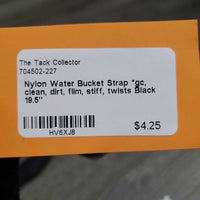 The Tack Collector
704502-227
Nylon Water Bucket Strap *gc,
clean, dirt, film, stiff, twists Black
19.5"
HV6XJ8
$4.25